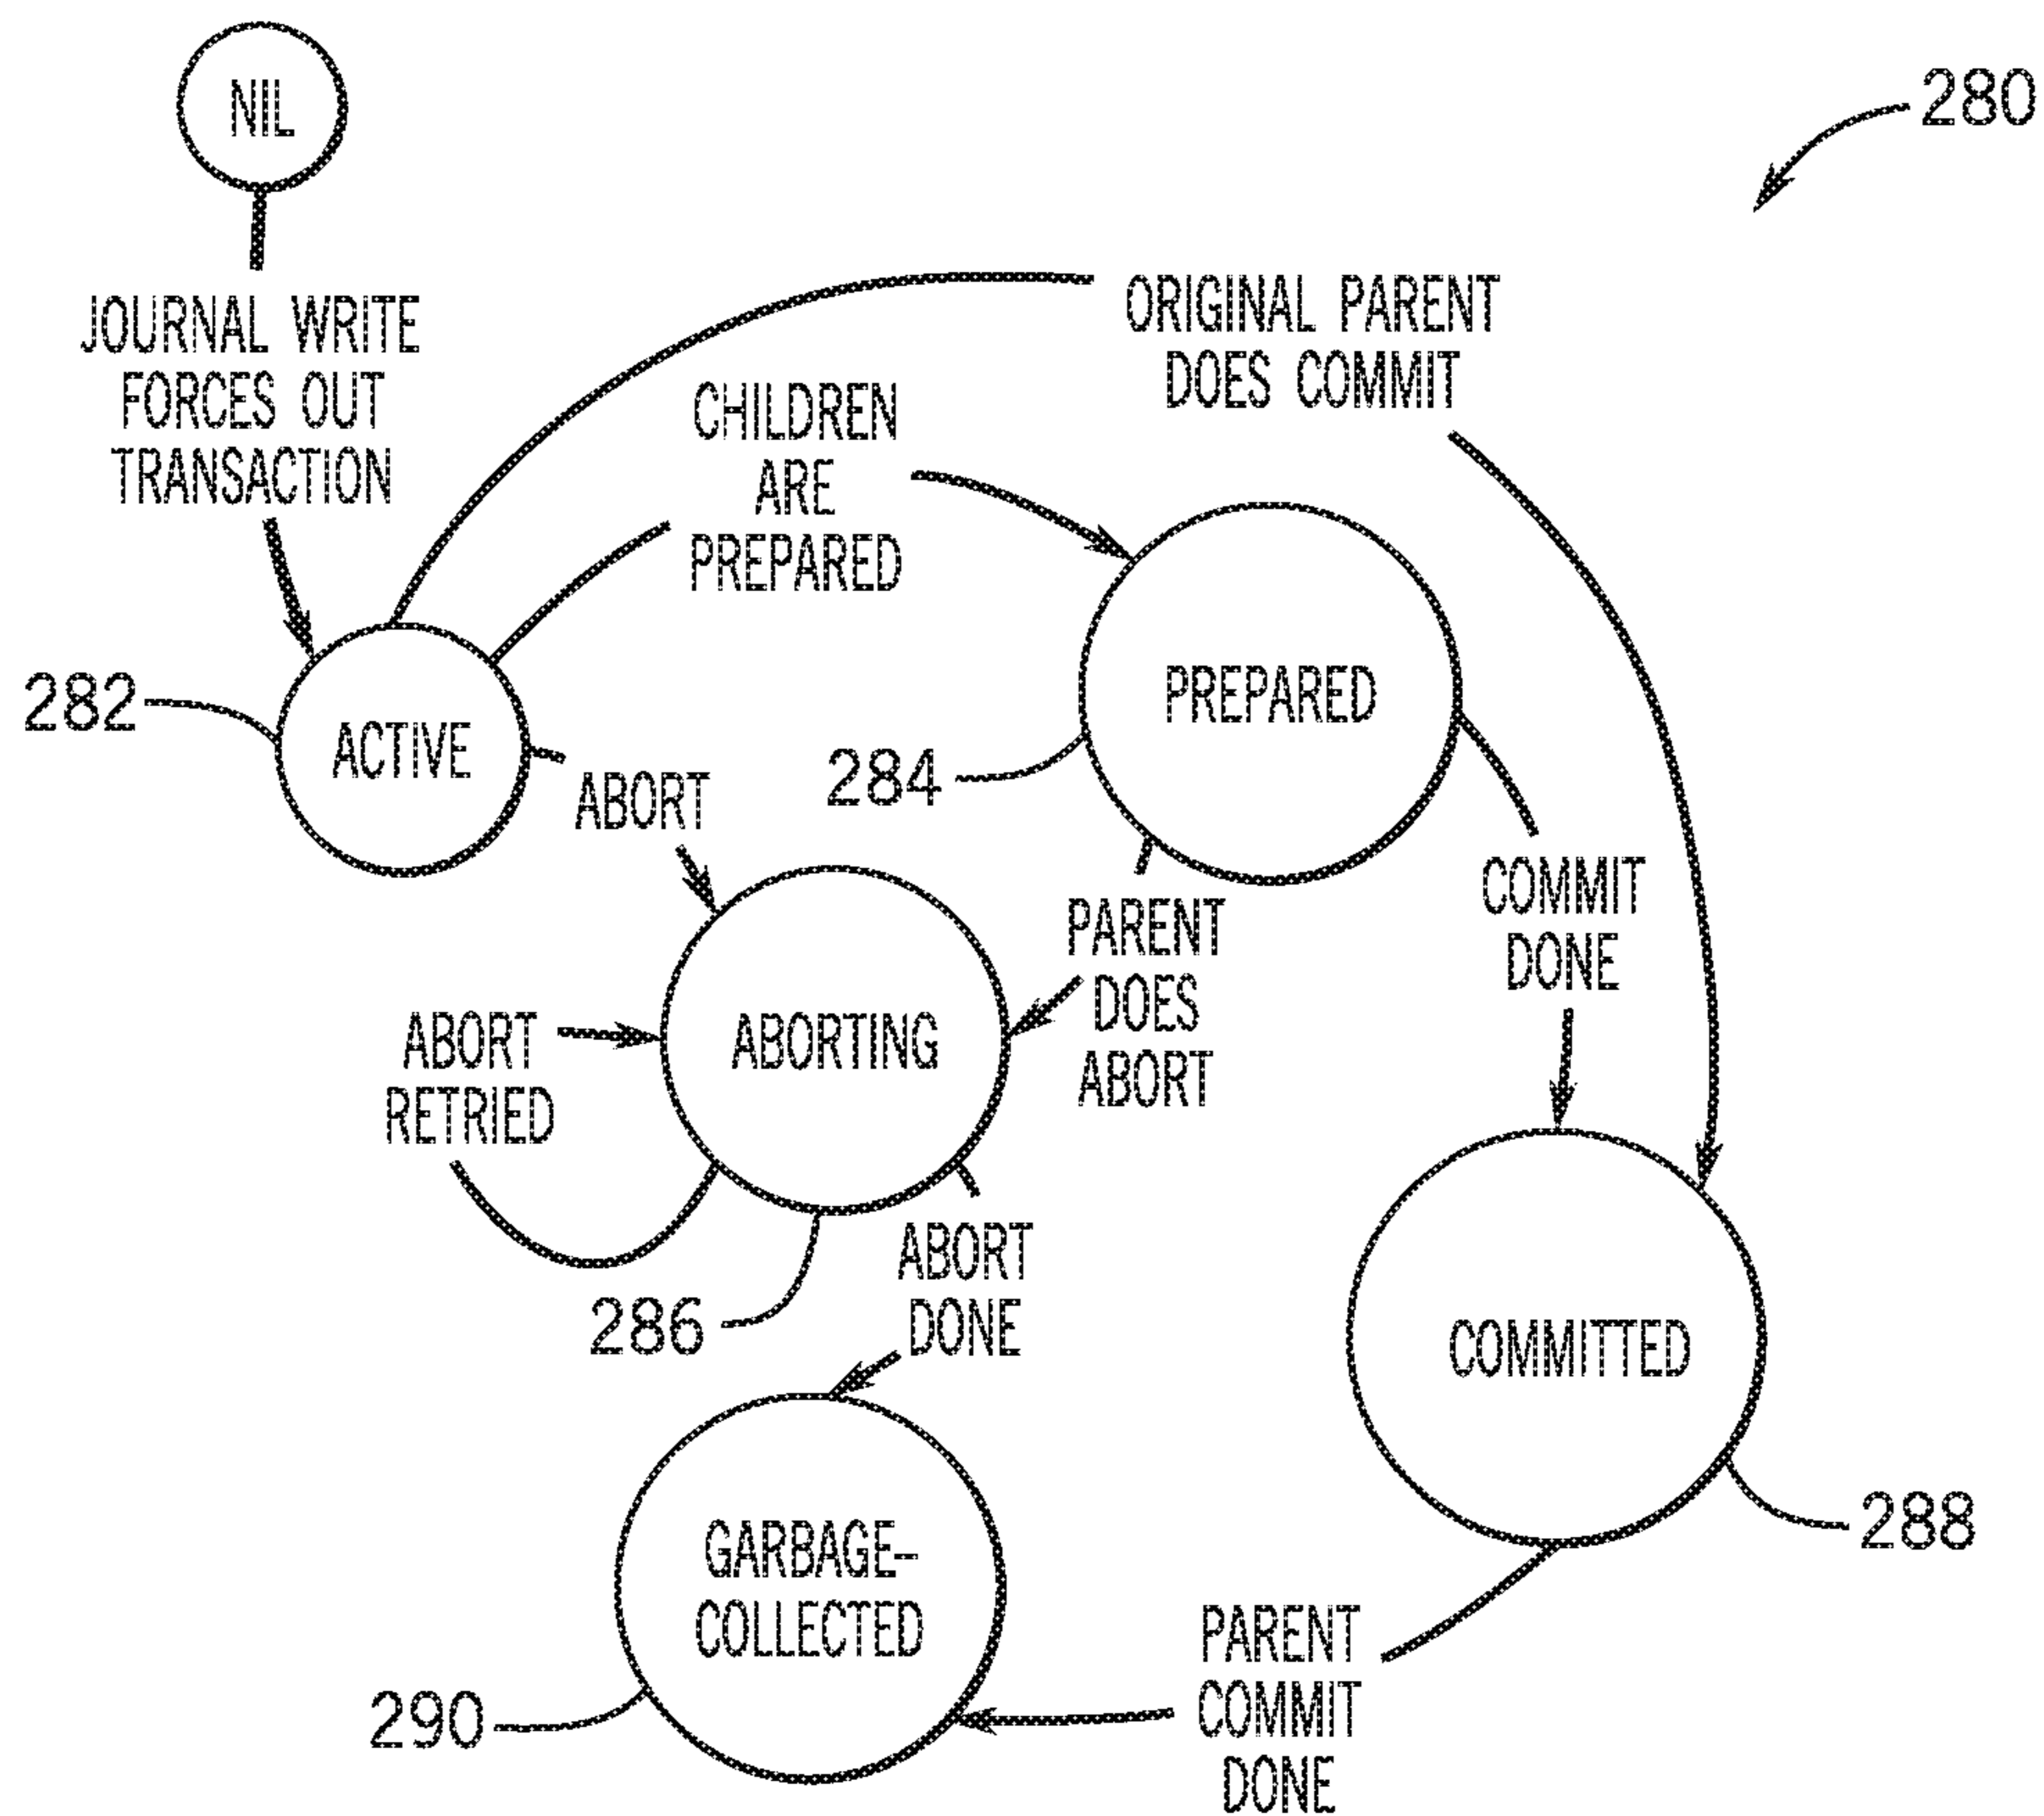 NIL
280
JOURNAL WRITE
FORCES OUT
TRANSACTION
ORIGINAL PARENT
DOES COMMIT
CHILDREN
ARE
PREPARED
282
ACTIVE
PREPARED
284
ABORT
COMMIT
DONE
PARENT
DOES
ABORT
ABORTING
ABORT
RETRIED
286
ABORT
DONE
COMMITTED
288
GARBAGE-
COLLECTED
290
PARENT
COMMIT
DONE